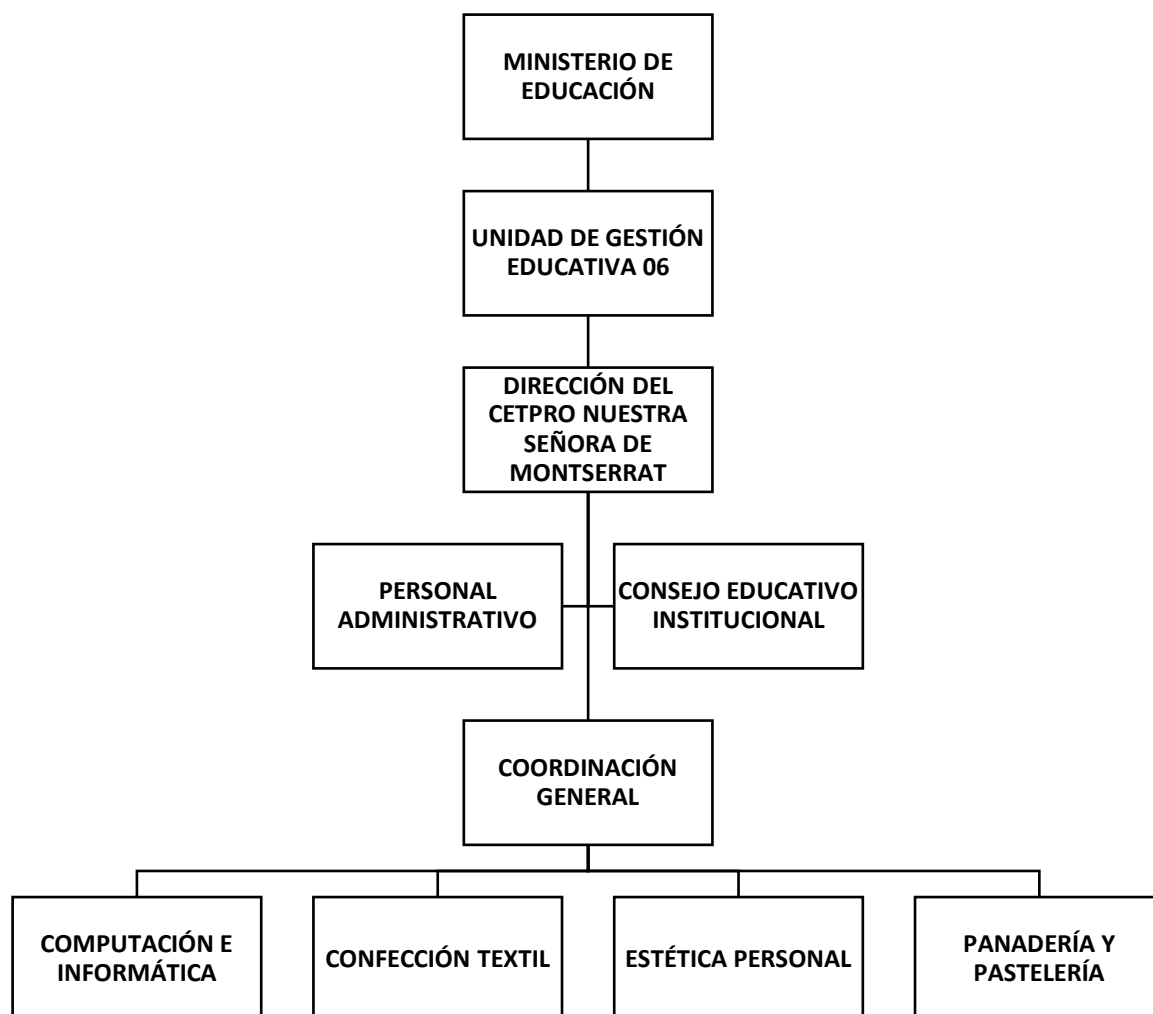 MINISTERIO DE
EDUCACIÓN
UNIDAD DE GESTIÓN
EDUCATIVA 06
DIRECCIÓN DEL
CETPRO NUESTRA
SEÑORA DE
MONTSERRAT
PERSONAL
ADMINISTRATIVO
CONSEJO EDUCATIVO
INSTITUCIONAL
COORDINACIÓN
GENERAL
COMPUTACIÓN E
INFORMÁTICA
CONFECCIÓN TEXTIL
ESTÉTICA PERSONAL
PANADERÍA Y
PASTELERÍA